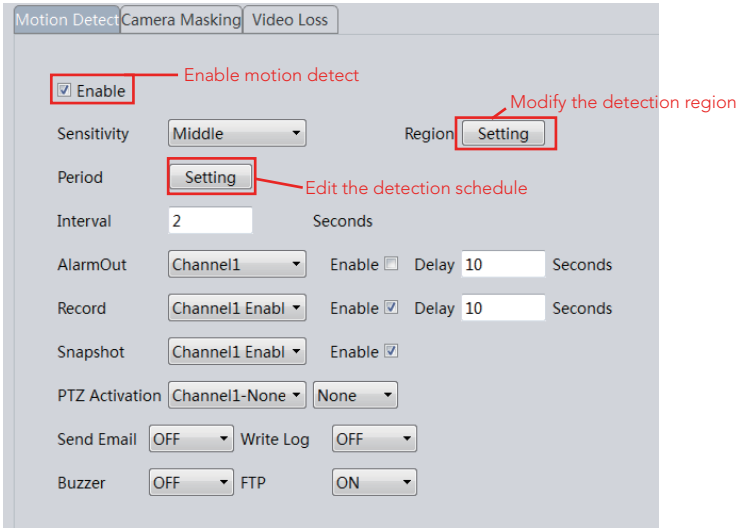 Motion Detect Camera Masking Video Loss
Enable motion detect
Enable
Modify the detection region
Sensitivity Middle Region Setting
Period Setting
Edit the detection schedule
Interval 2 Seconds
AlarmOut Channel1 Enable Delay 10 Seconds
Record Channel1 Enabl Enable Delay 10 Seconds
Snapshot Channel1 Enabl Enable
PTZ Activation Channel1-None None
Send Email OFF Write Log OFF
Buzzer OFF FTP ON